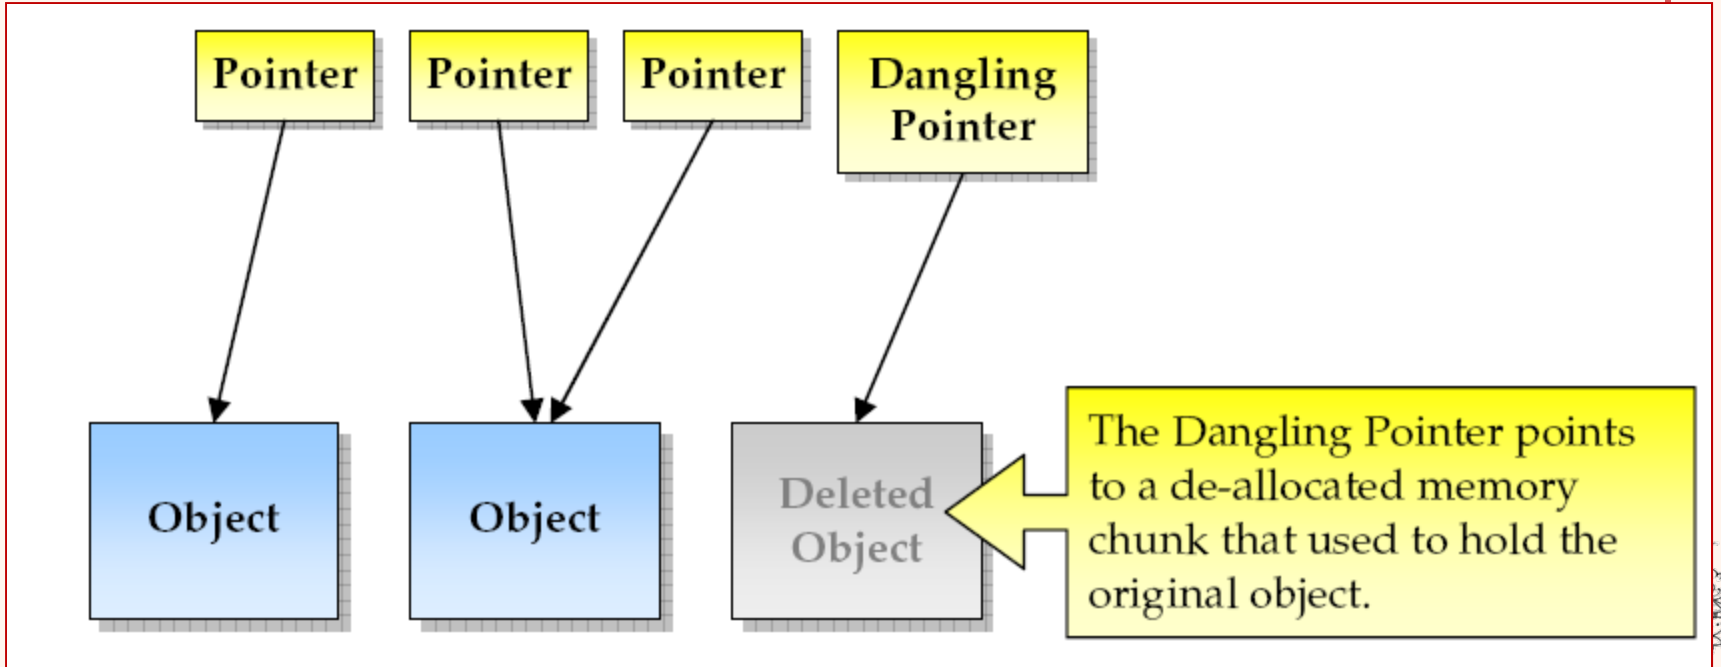 Pointer
Pointer
Pointer
Dangling
Pointer
Object
Object
Deleted
Object
The Dangling Pointer points
to a de-allocated memory
chunk that used to hold the
original object.